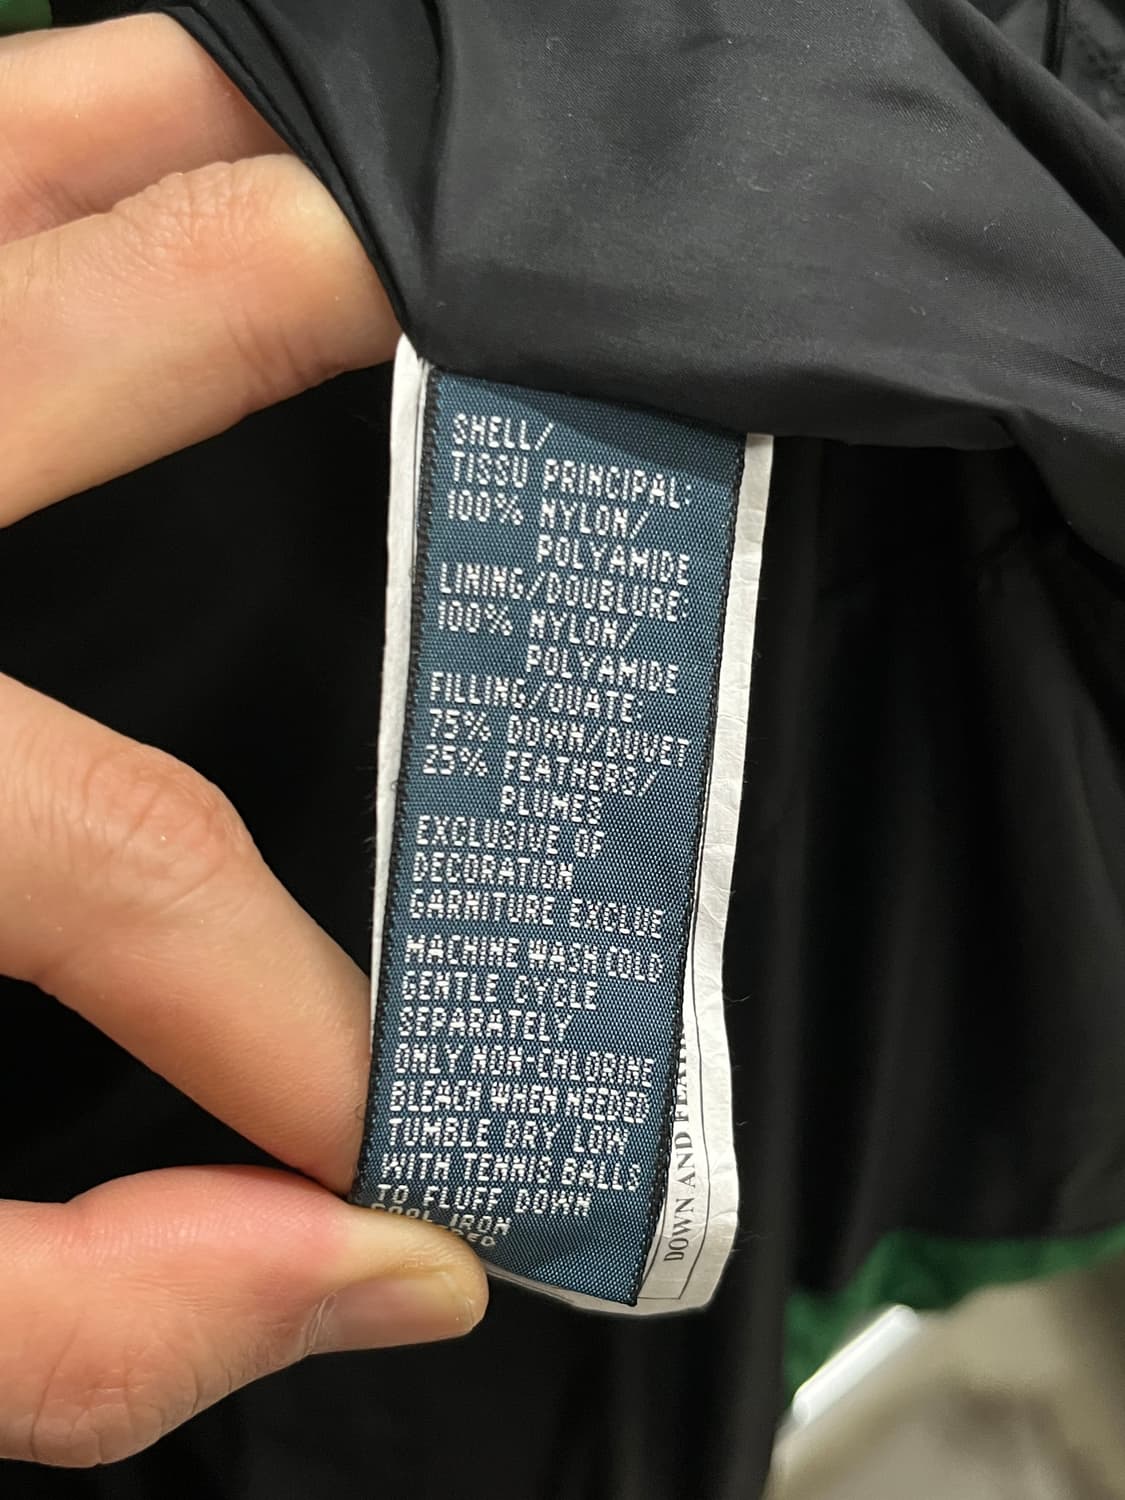 SHELL/
TISSU PRINCIPAL:
100% NYLON/
POLYAMIDE
LINING/DOUBLURE:
100% NYLON/
POLYAMIDE
FILLING/OUATE:
75% DOWN/DUVET
25% FEATHERS/
PLUMES
EXCLUSIVE OF
DECORATION
GARNITURE EXCLUE
MACHINE WASH COLD
GENTLE CYCLE
SEPARATELY
ONLY NON-CHLORINE
BLEACH WHEN NEEDED
TUMBLE DRY LOW
WITH TENNIS BALLS
TO FLUFF DOWN
COOL IRON
DOWN AND